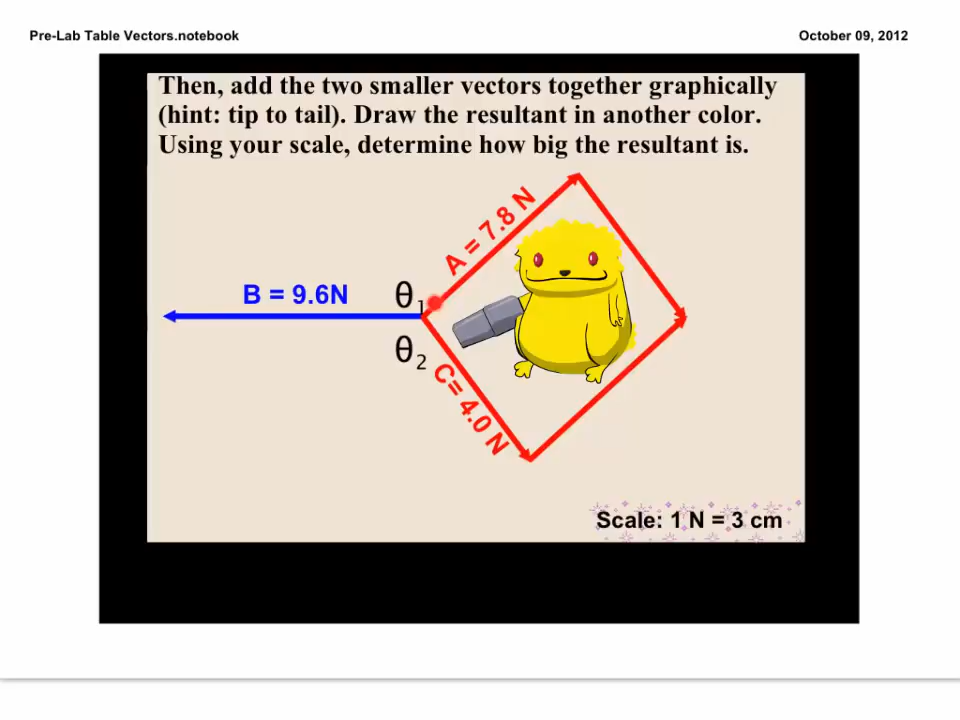 Pre-Lab Table Vectors.notebook
October 09, 2012
Then, add the two smaller vectors together graphically
(hint: tip to tail). Draw the resultant in another color.
Using your scale, determine how big the resultant is.
A = 7.8 N
B = 9.6N
θ1
θ2
C= 4.0 N
Scale: 1 N = 3 cm